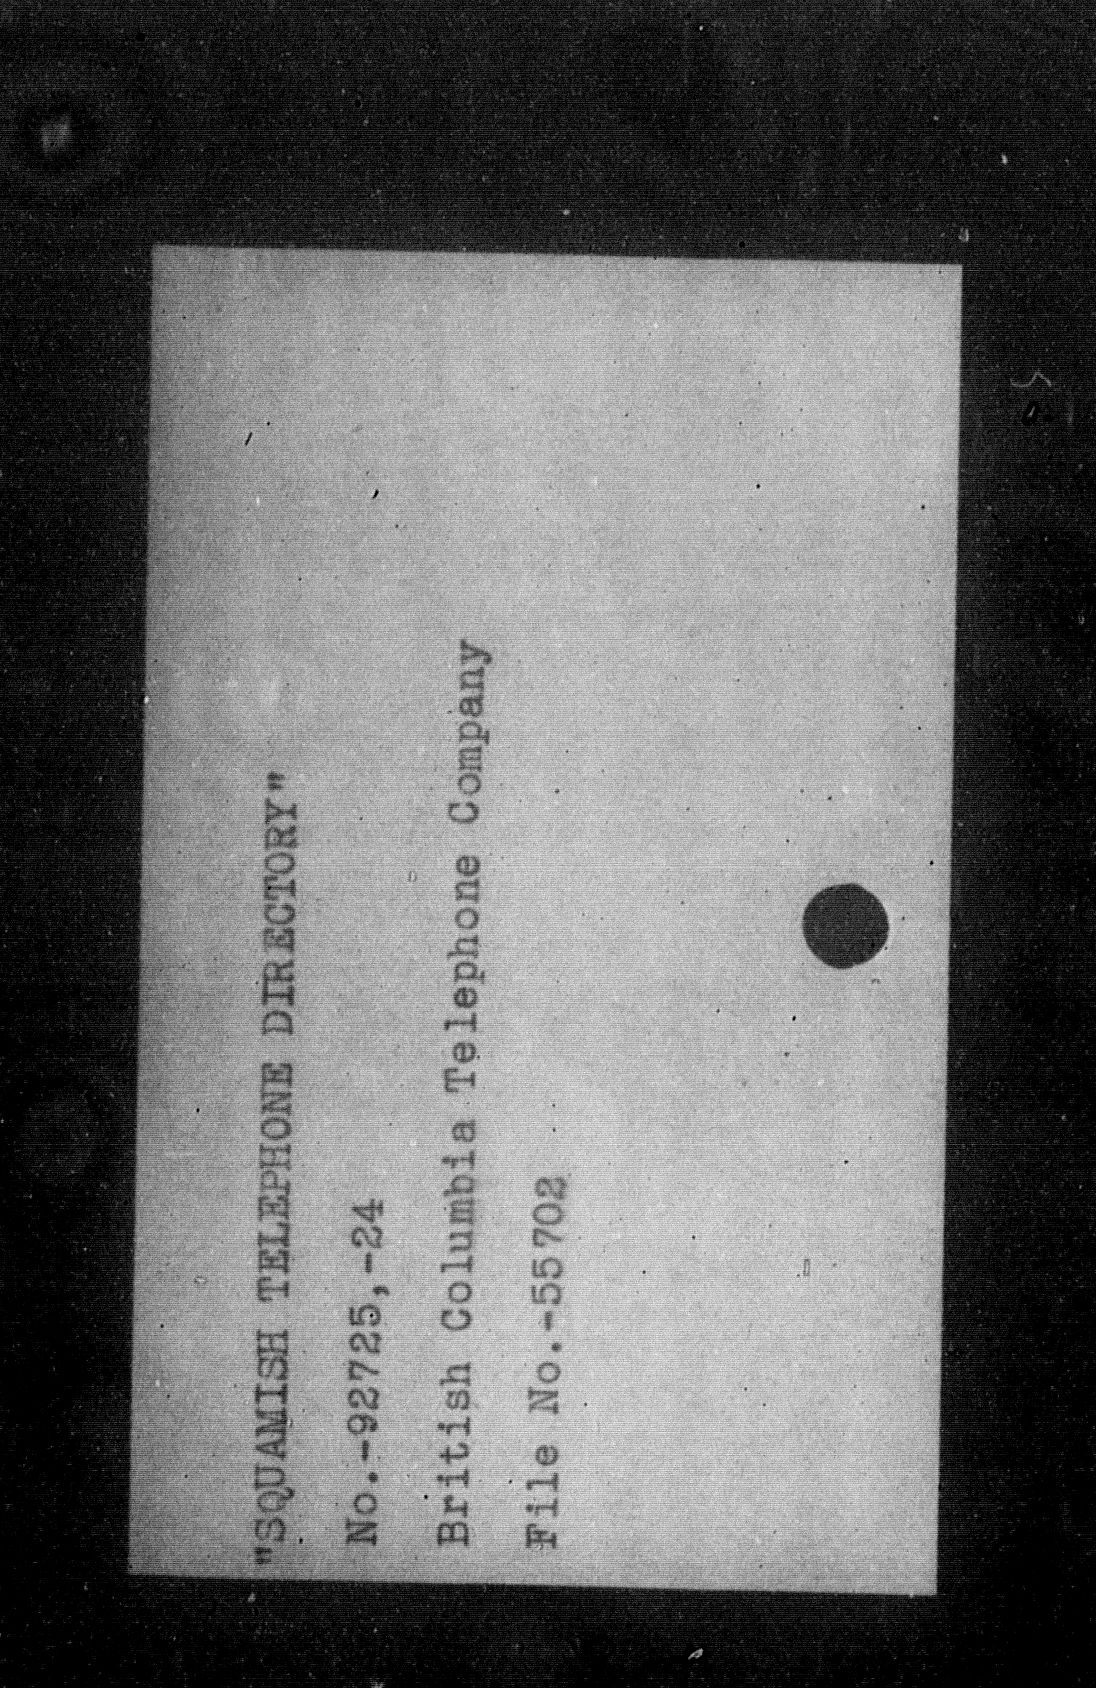 "SQUAMISH TELEPHONE DIRECTORY"
No.-92725,-24
British Columbia Telephone Company
File No.-55702